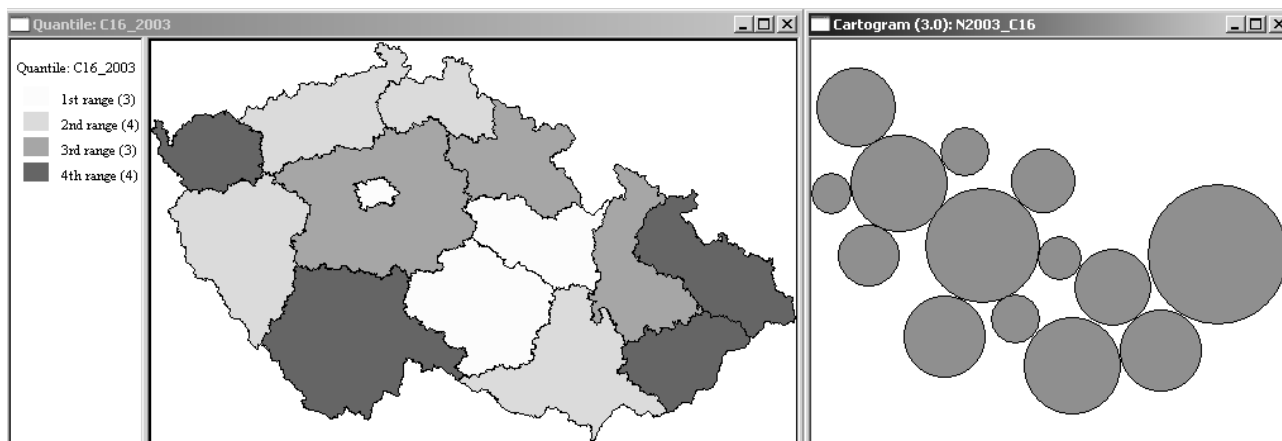 Quantile: C16_2003
Quantile: C16_2003
1st range (3)
2nd range (4)
3rd range (3)
4th range (4)
Cartogram (3.0): N2003_C16